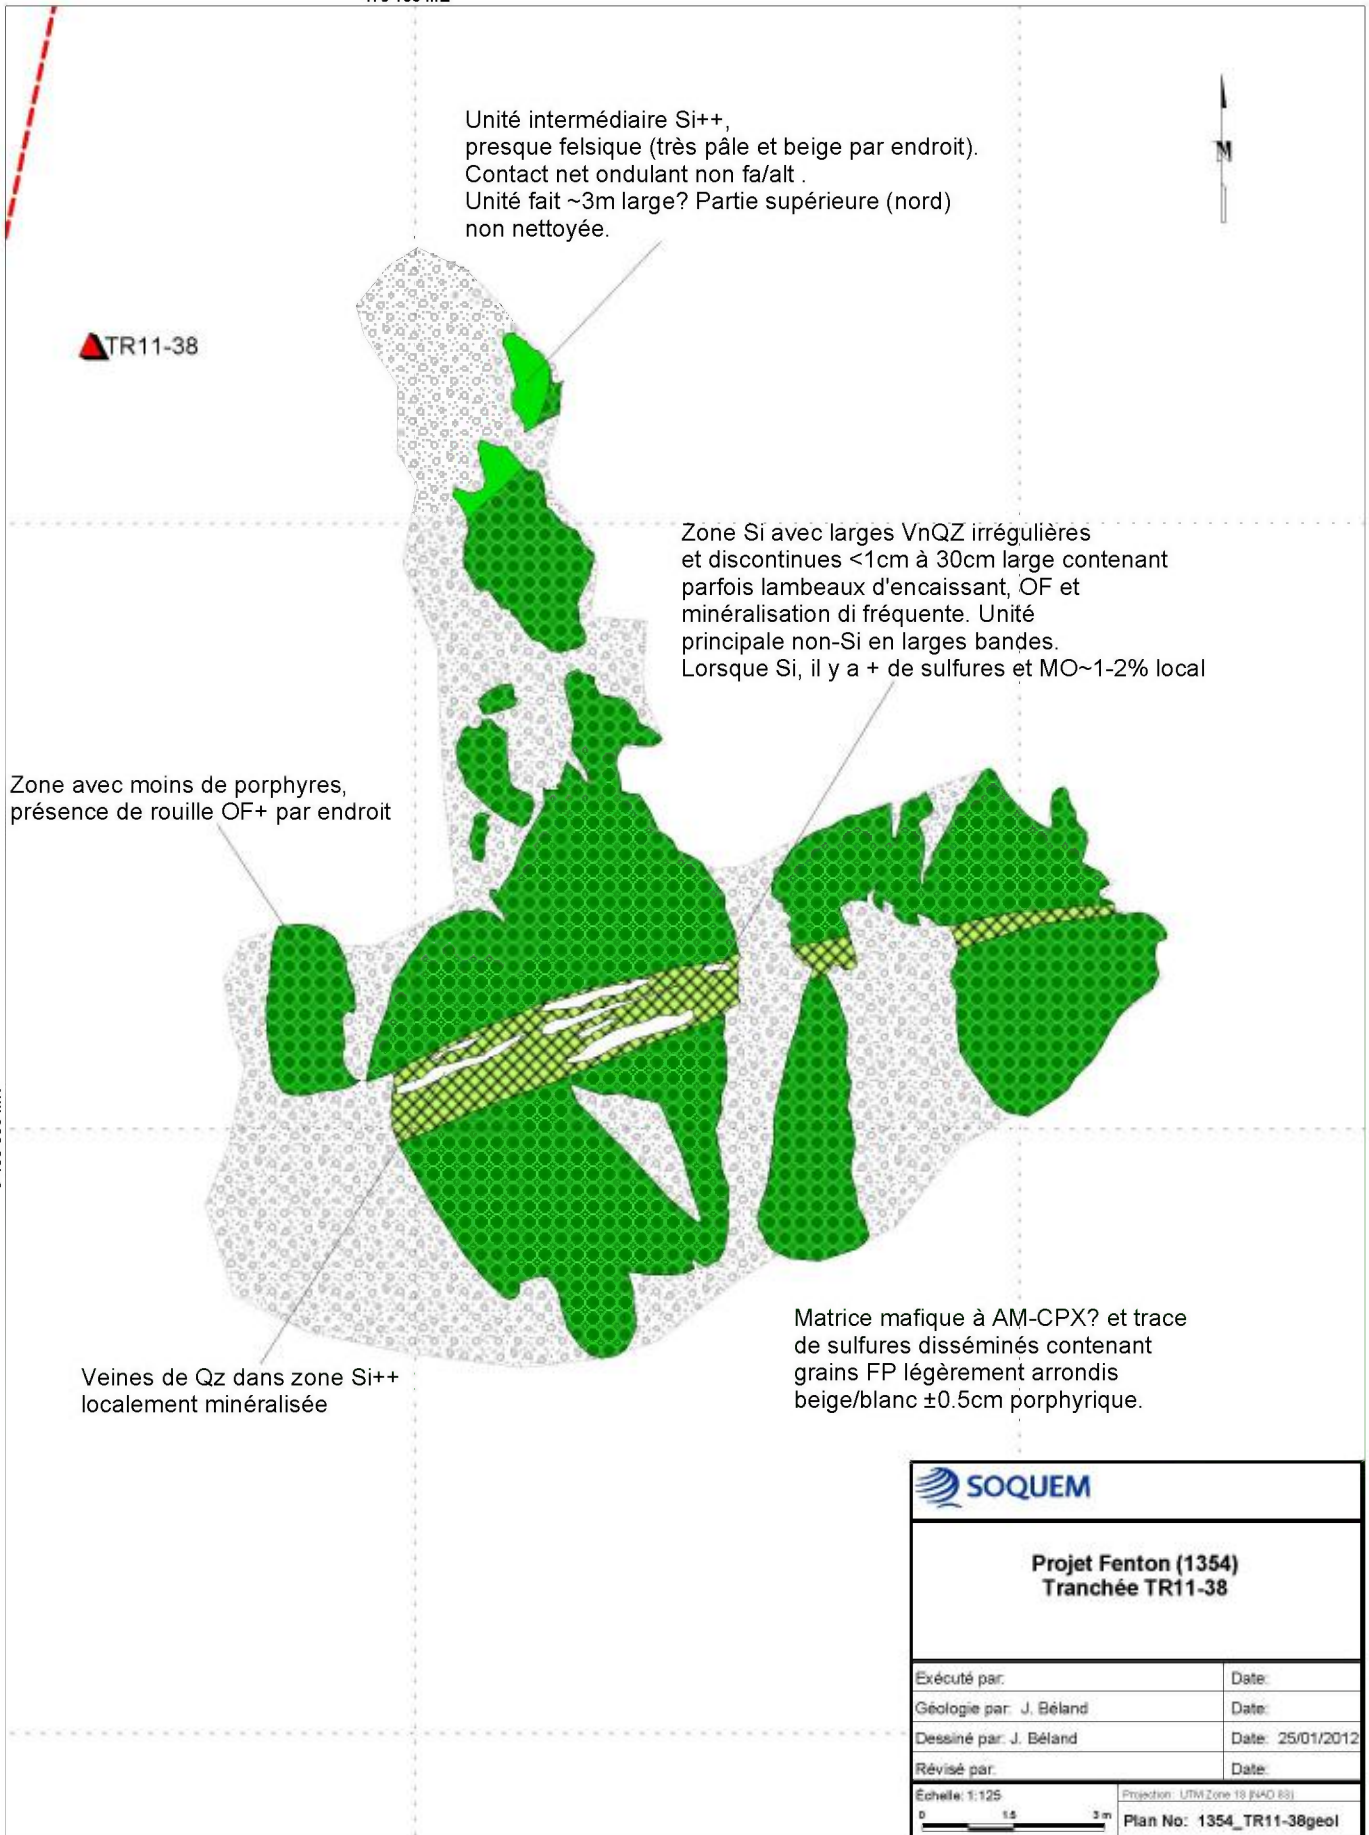 Unité intermédiaire Si++,
presque felsique (très pâle et beige par endroit).
Contact net ondulant non fa/alt .
Unité fait ~3m large? Partie supérieure (nord)
non nettoyée.
N
TR11-38
Zone Si avec larges VnQZ irrégulières
et discontinues <1cm à 30cm large contenant
parfois lambeaux d'encaissant, OF et
minéralisation di fréquente. Unité
principale non-Si en larges bandes.
Lorsque Si, il y a + de sulfures et MO~1-2% local
Zone avec moins de porphyres,
présence de rouille OF+ par endroit
Veines de Qz dans zone Si++
localement minéralisée
Matrice mafique à AM-CPX? et trace
de sulfures disséminés contenant
grains FP légèrement arrondis
beige/blanc ±0.5cm porphyrique.
SOQUEM
Projet Fenton (1354)
Tranchée TR11-38
Exécuté par: Date:
Géologie par: J. Béland Date:
Dessiné par: J. Béland Date: 25/01/2012
Révisé par: Date:
Échelle: 1:125
0 1.5 3 m
Projection: UTM Zone 18 (NAD 83)
Plan No: 1354_TR11-38geol